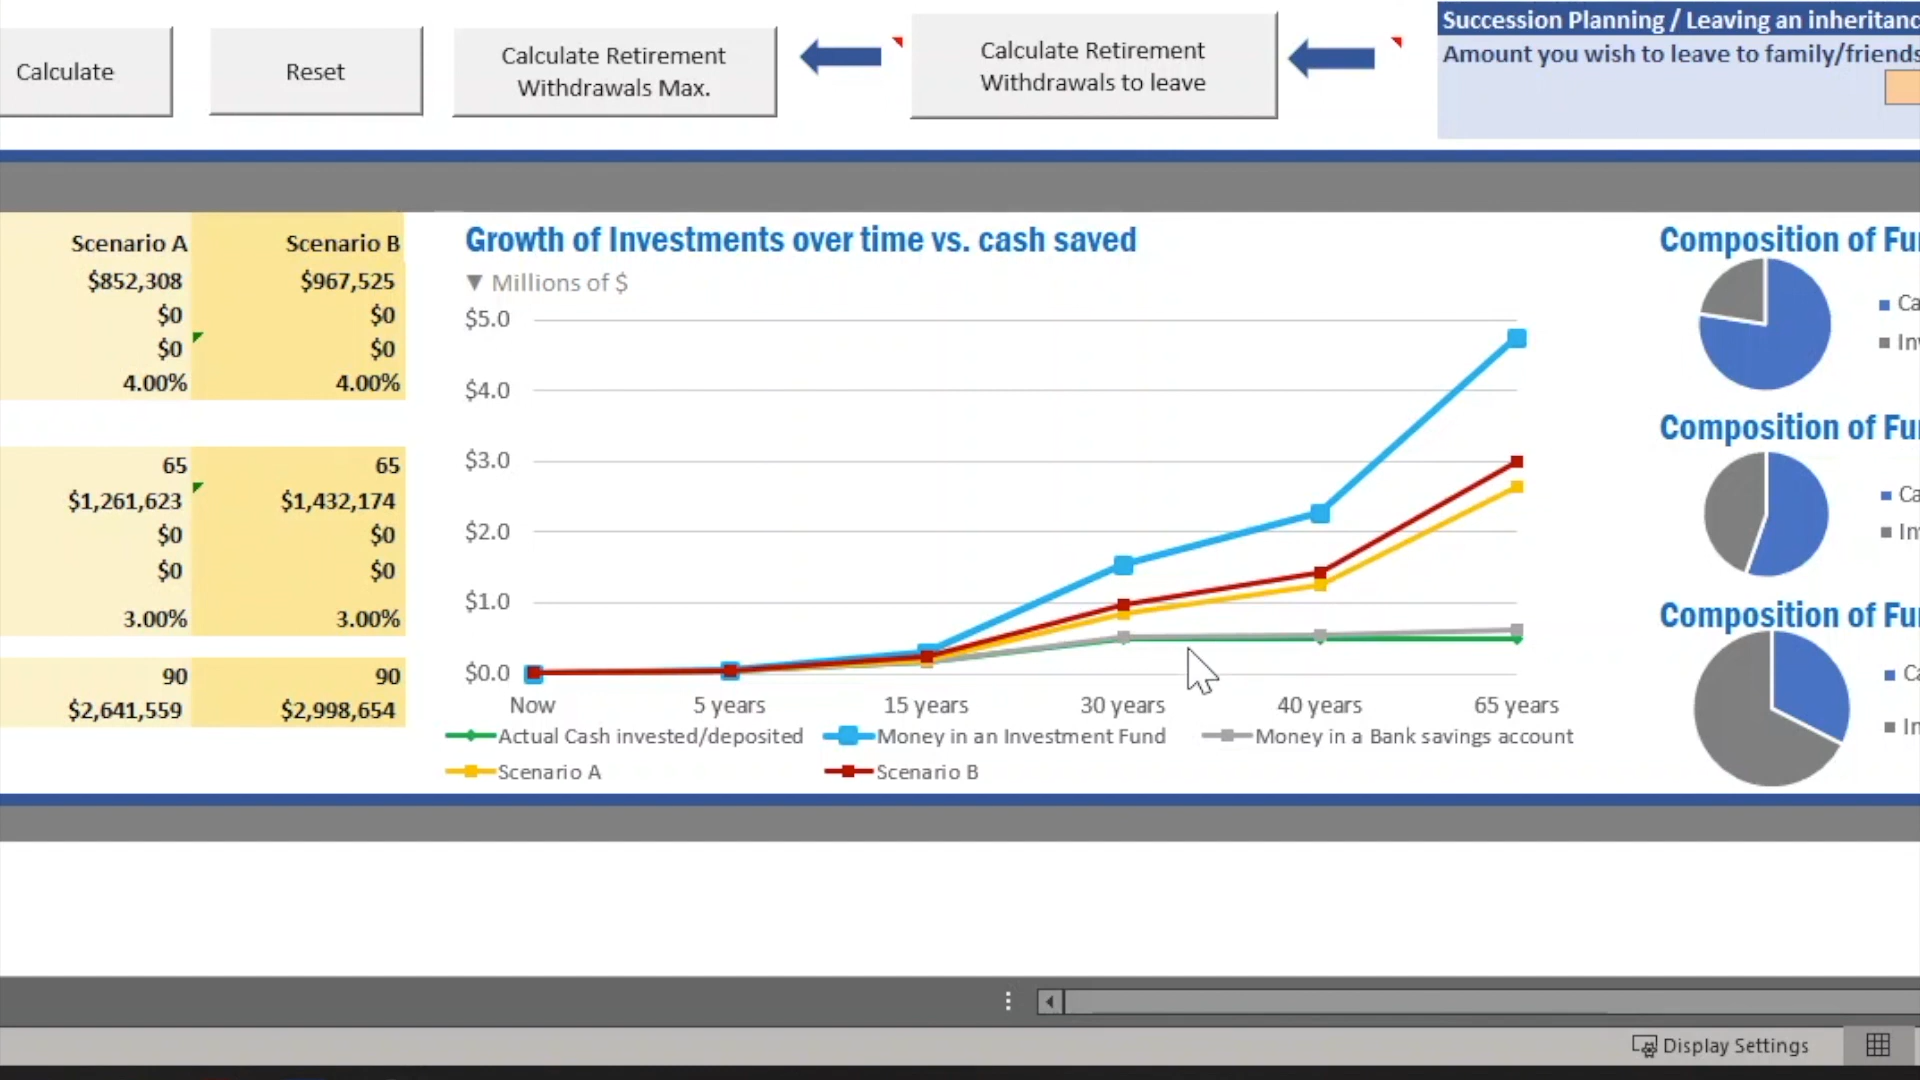 Calculate
Reset
Calculate Retirement
Withdrawals Max.
Calculate Retirement
Withdrawals to leave
Succession Planning / Leaving an
Amount you wish to leave to family/friends
Scenario A
Scenario B
$852,308
$967,525
$0
$0
$0
$0
4.00%
4.00%
65
65
$1,261,623
$1,432,174
$0
$0
$0
$0
3.00%
3.00%
90
90
$2,641,559
$2,998,654
Growth of Investments over time vs. cash saved
▼ Millions of $
$5.0
$4.0
$3.0
$2.0
$1.0
$0.0
Now
5 years
15 years
30 years
40 years
65 years
Actual Cash invested/deposited
Money in an Investment Fund
Money in a Bank savings account
Scenario A
Scenario B
Composition of
Composition of
Composition of
Display Settings